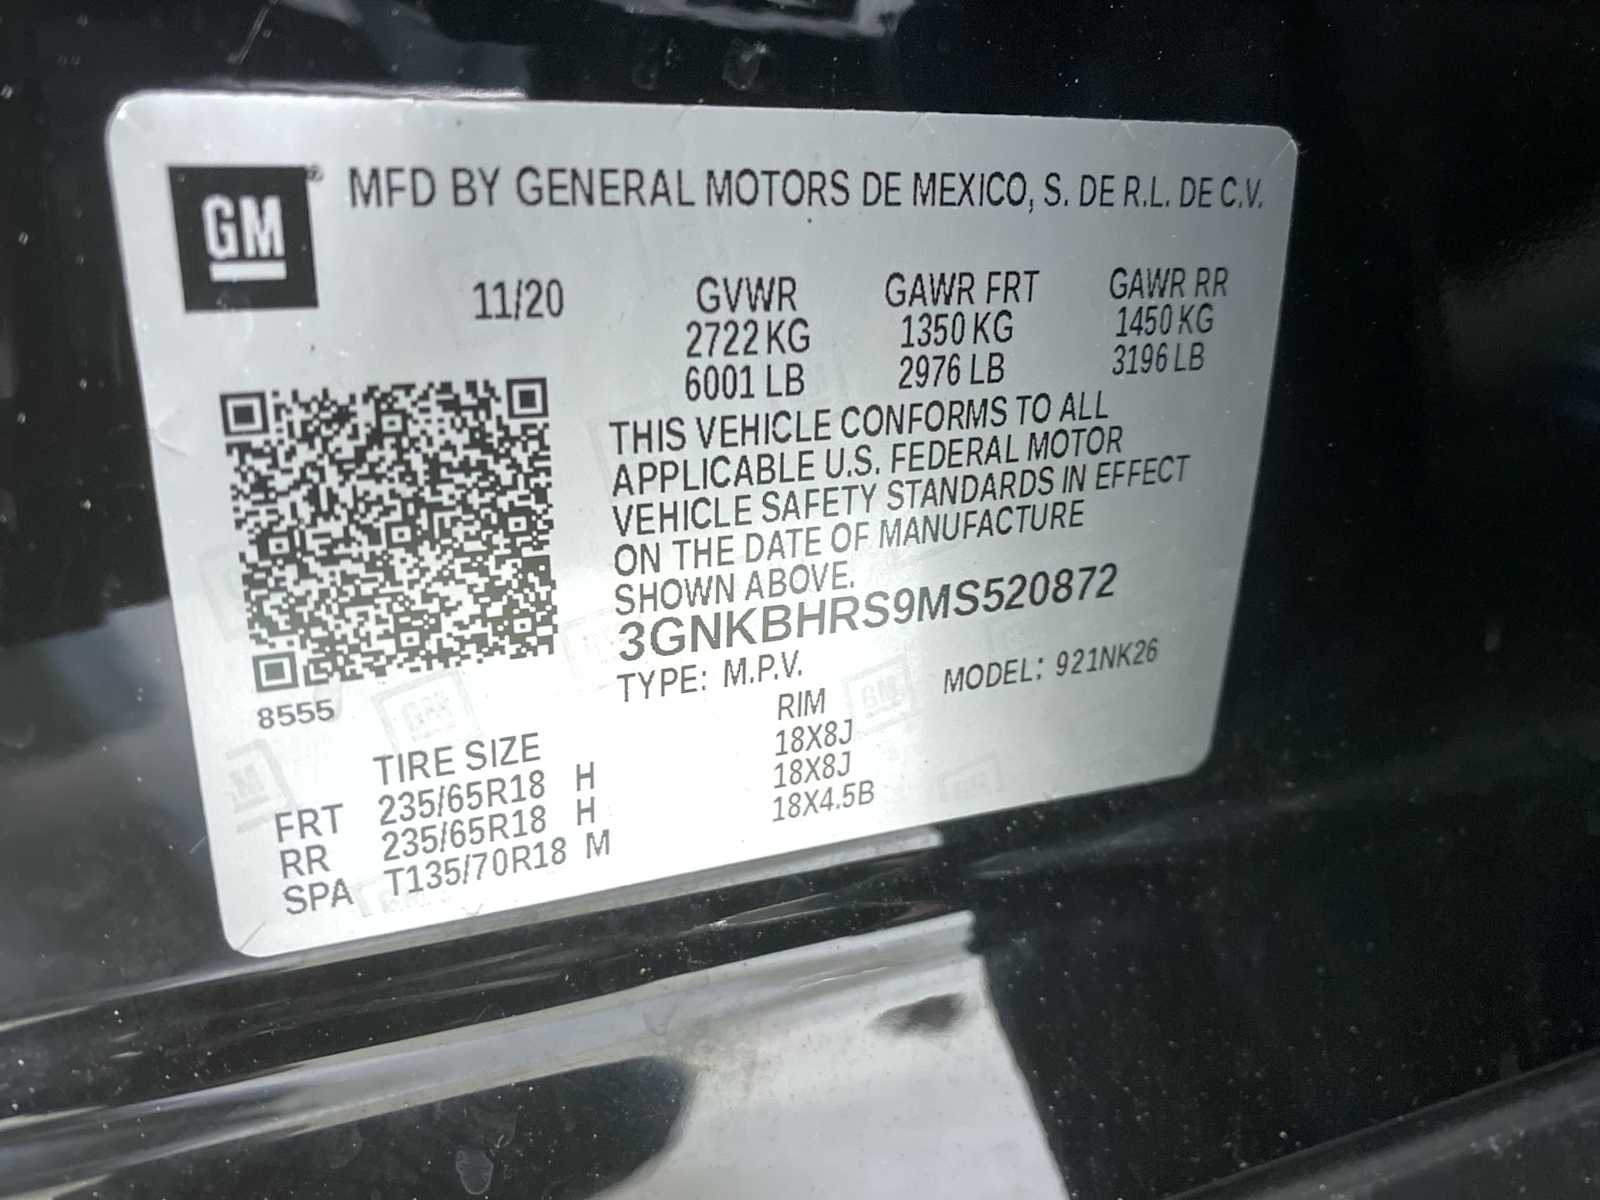 GM® MFD BY GENERAL MOTORS DE MEXICO, S. DE R.L. DE C.V.
11/20 GVWR GAWR FRT GAWR RR
2722 KG 1350 KG 1450 KG
6001 LB 2976 LB 3196 LB
THIS VEHICLE CONFORMS TO ALL
APPLICABLE U.S. FEDERAL MOTOR
VEHICLE SAFETY STANDARDS IN EFFECT
ON THE DATE OF MANUFACTURE
SHOWN ABOVE.
3GNKBHRS9MS520872
TYPE: M.P.V. MODEL: 921NK26
8555
TIRE SIZE RIM
FRT 235/65R18 H 18X8J
RR 235/65R18 H 18X8J
SPA T135/70R18 M 18X4.5B